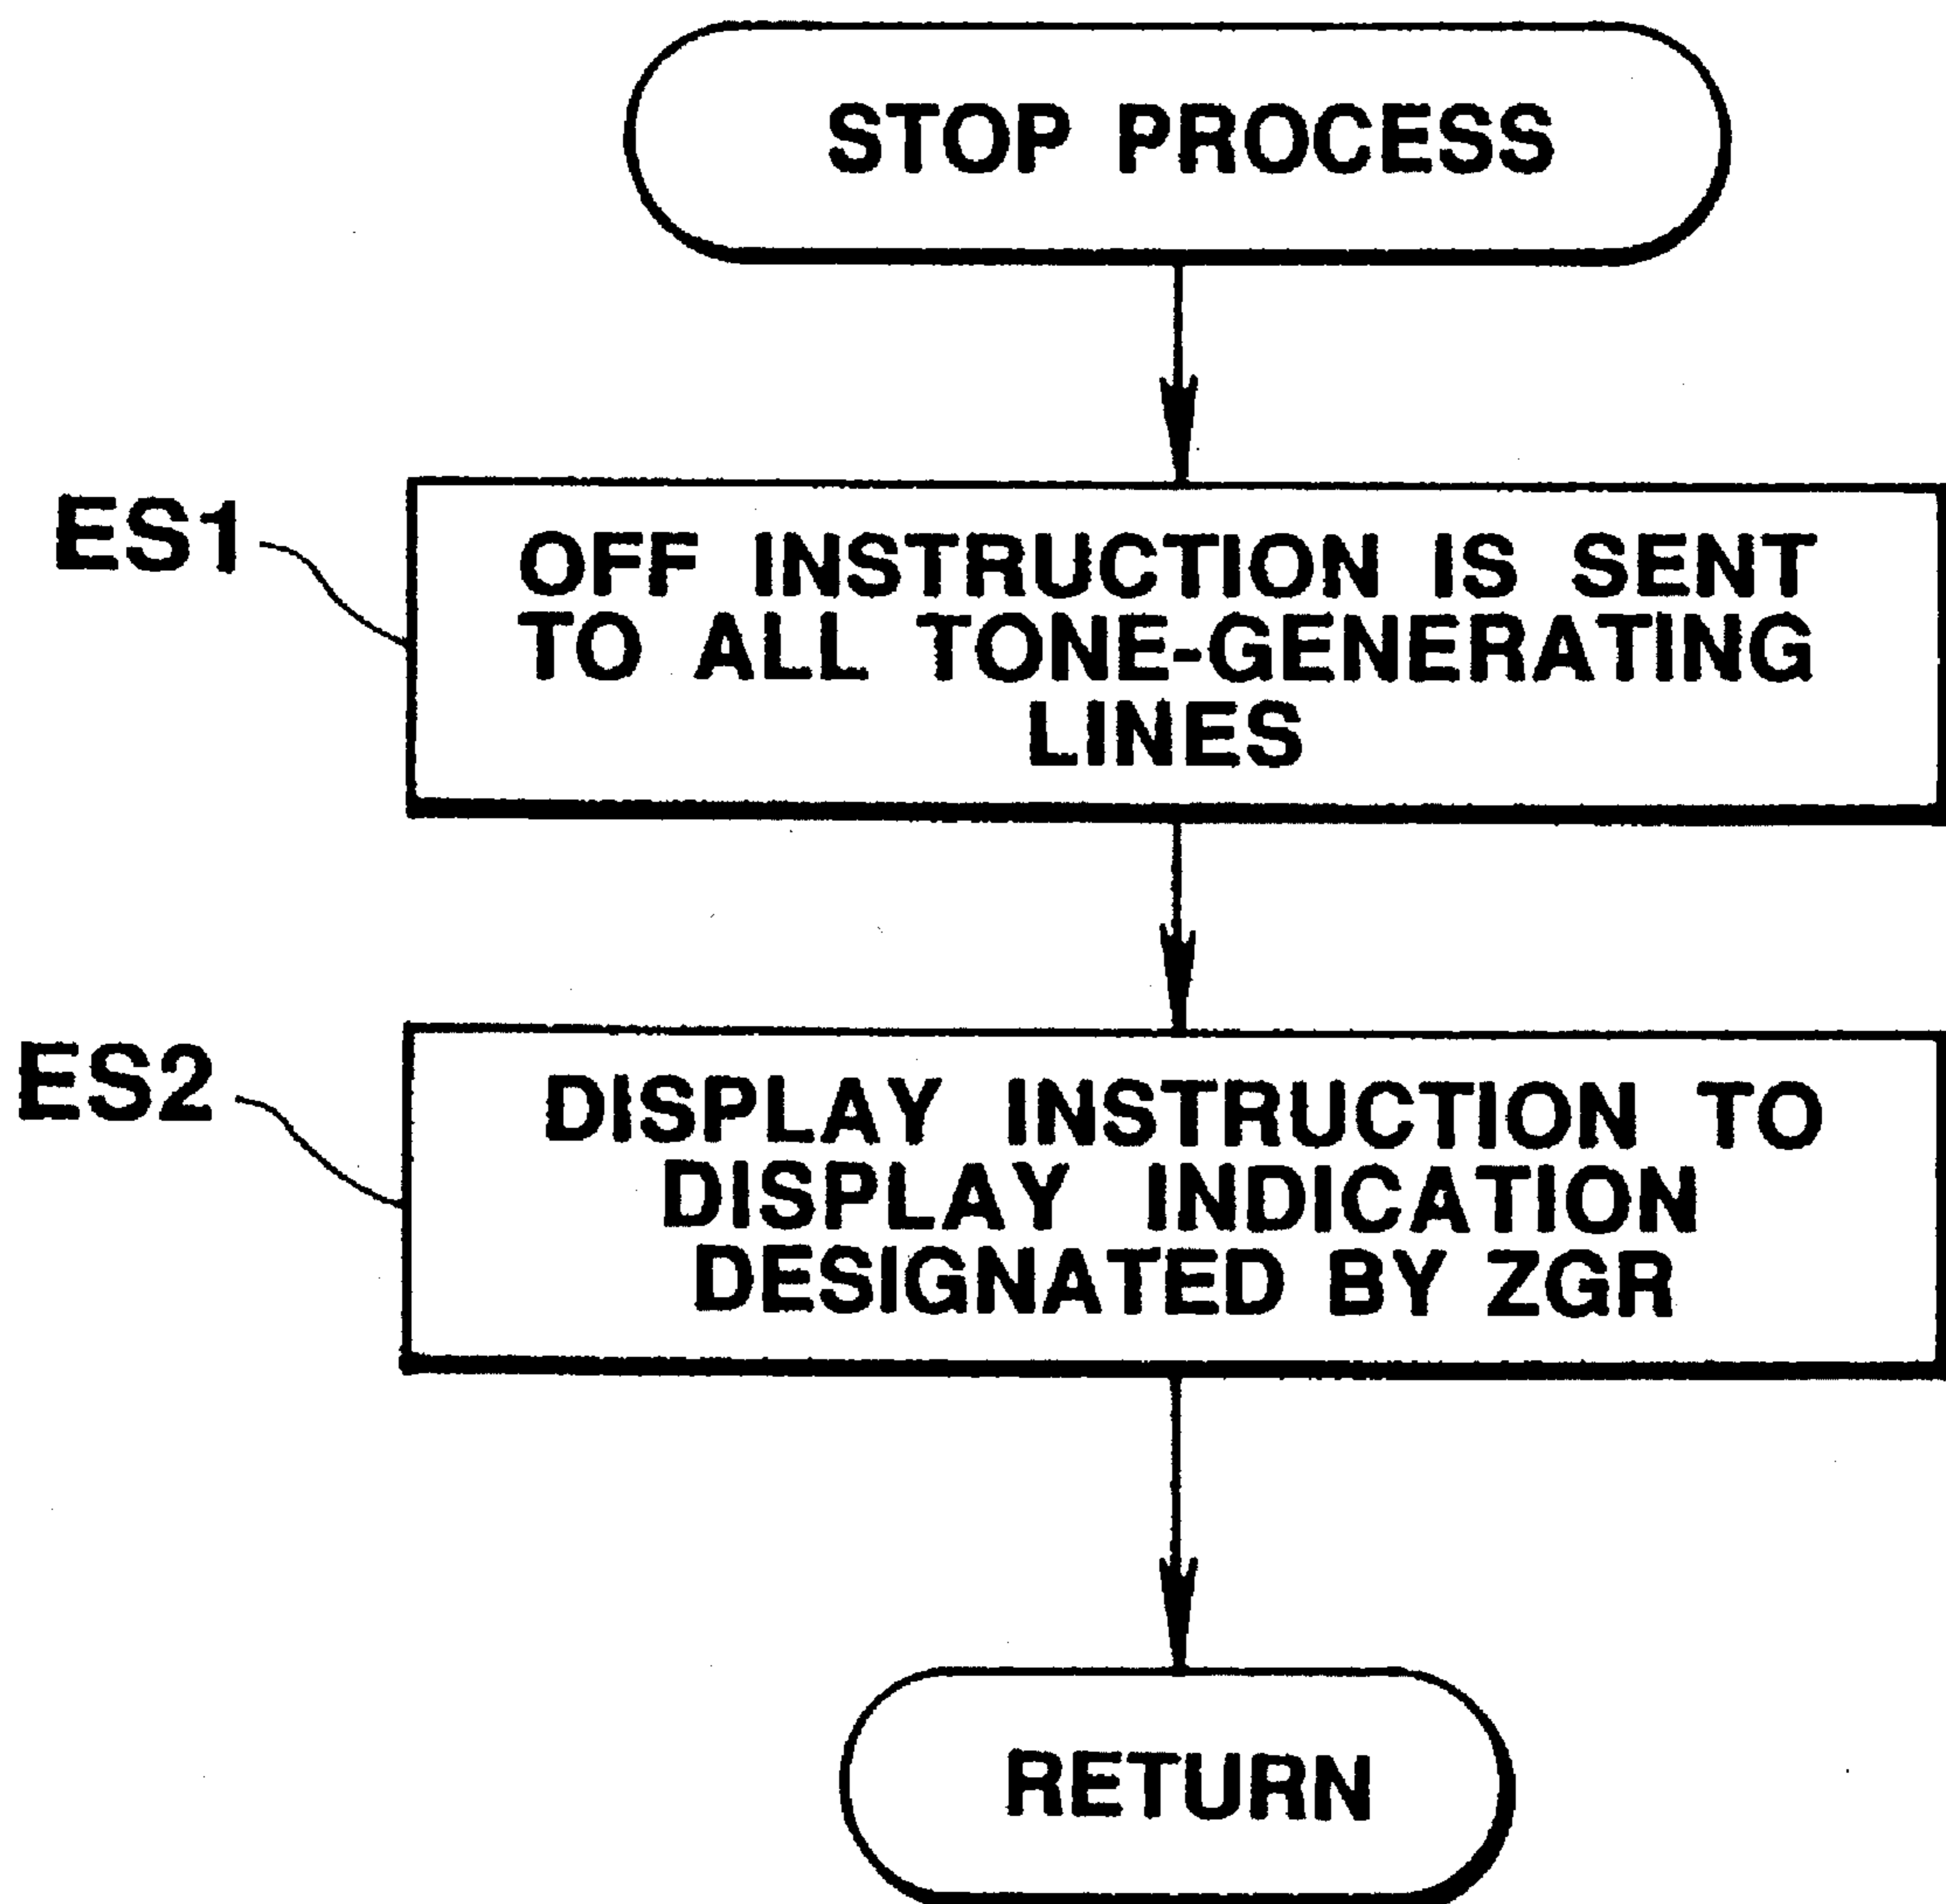 STOP PROCESS
ES1
OFF INSTRUCTION IS SENT
TO ALL TONE-GENERATING
LINES
ES2
DISPLAY INSTRUCTION TO
DISPLAY INDICATION
DESIGNATED BY ZGR
RETURN